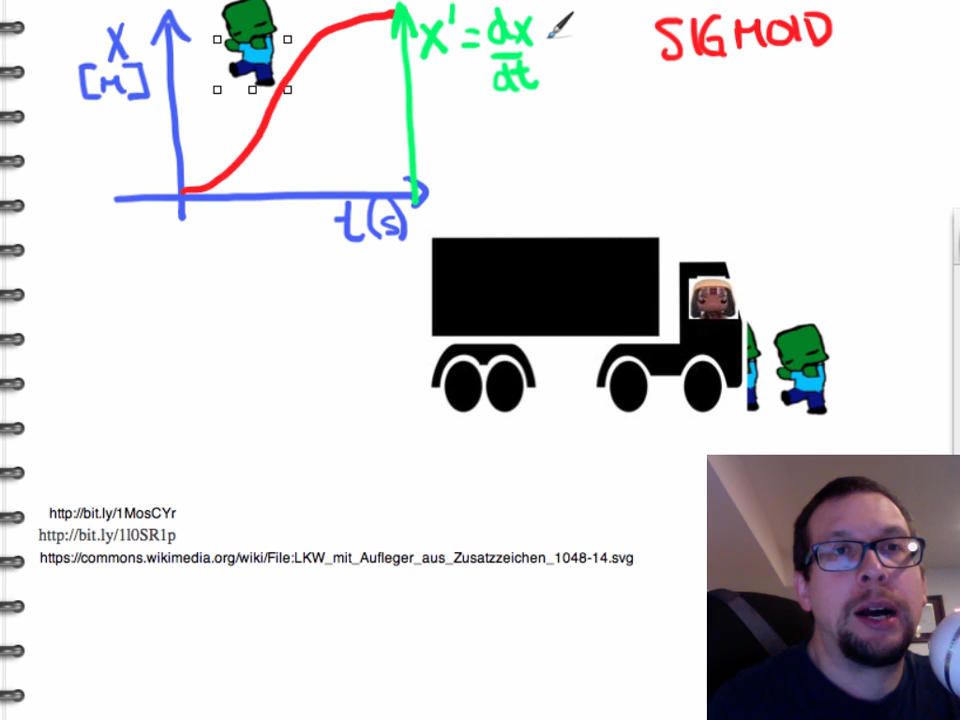 X
[M]
X' = dx
dt
SIGMOID
t(s)
http://bit.ly/1MosCYr
http://bit.ly/1l0SR1p
https://commons.wikimedia.org/wiki/File:LKW_mit_Aufleger_aus_Zusatzzeichen_1048-14.svg